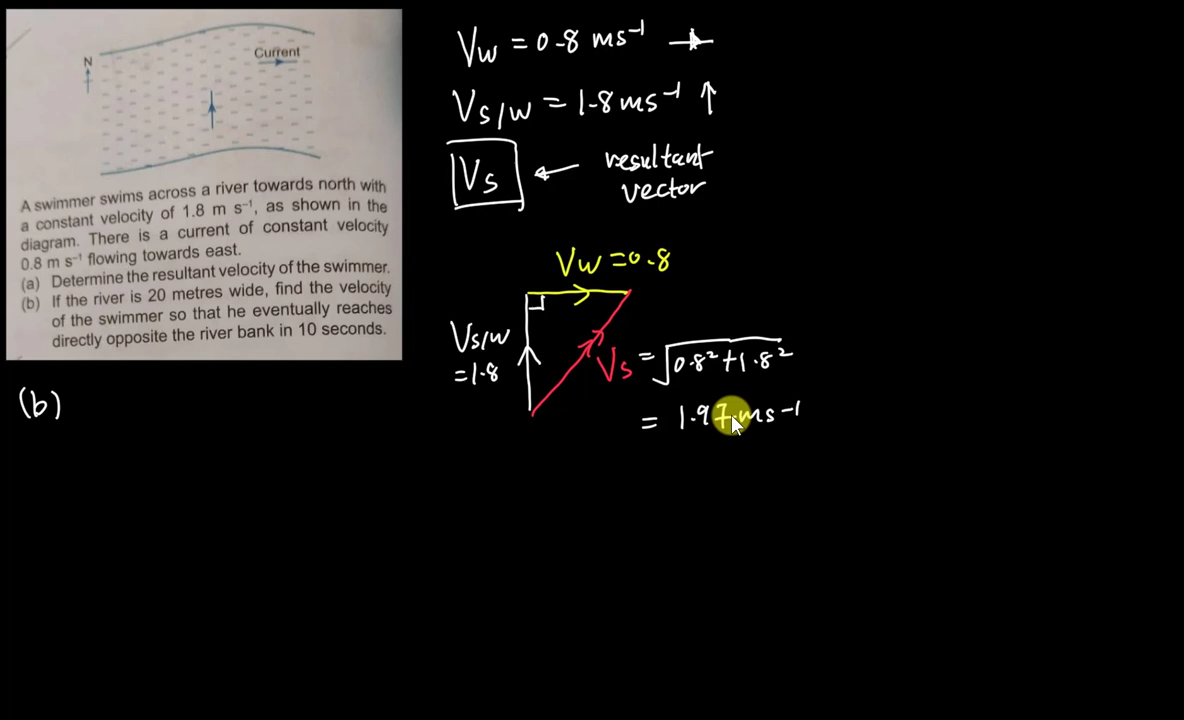 N
Current
A swimmer swims across a river towards north with
a constant velocity of 1.8 m s⁻¹, as shown in the
diagram. There is a current of constant velocity
0.8 m s⁻¹ flowing towards east.
(a) Determine the resultant velocity of the swimmer.
(b) If the river is 20 metres wide, find the velocity
of the swimmer so that he eventually reaches
directly opposite the river bank in 10 seconds.
(b)
Vw = 0.8 ms⁻¹ →
Vs/w = 1.8 ms⁻¹ ↑
Vs ← resultant
vector
Vw = 0.8
Vs/w
= 1.8
Vs = √0.8² + 1.8²
= 1.97 ms⁻¹